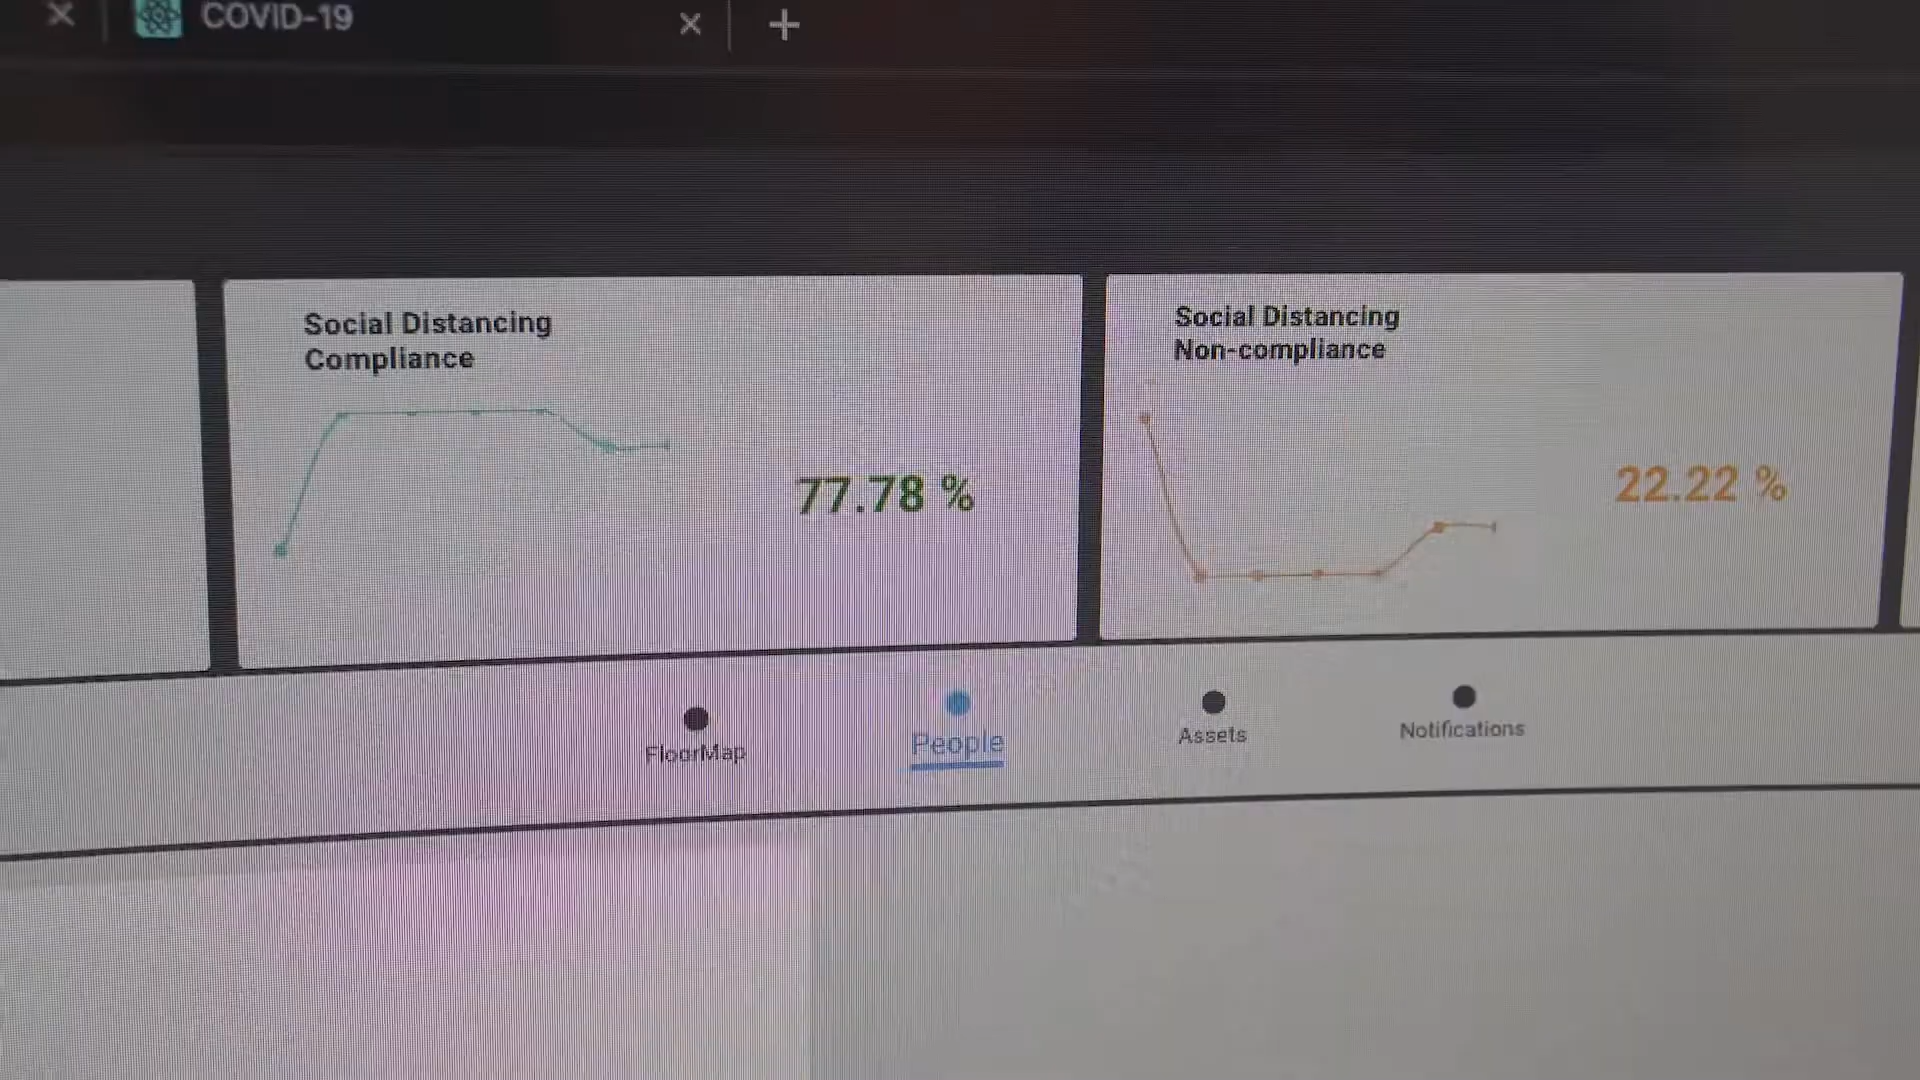 COVID-19
Social Distancing
Compliance
77.78 %
Social Distancing
Non-compliance
22.22 %
FloorMap
People
Assets
Notifications